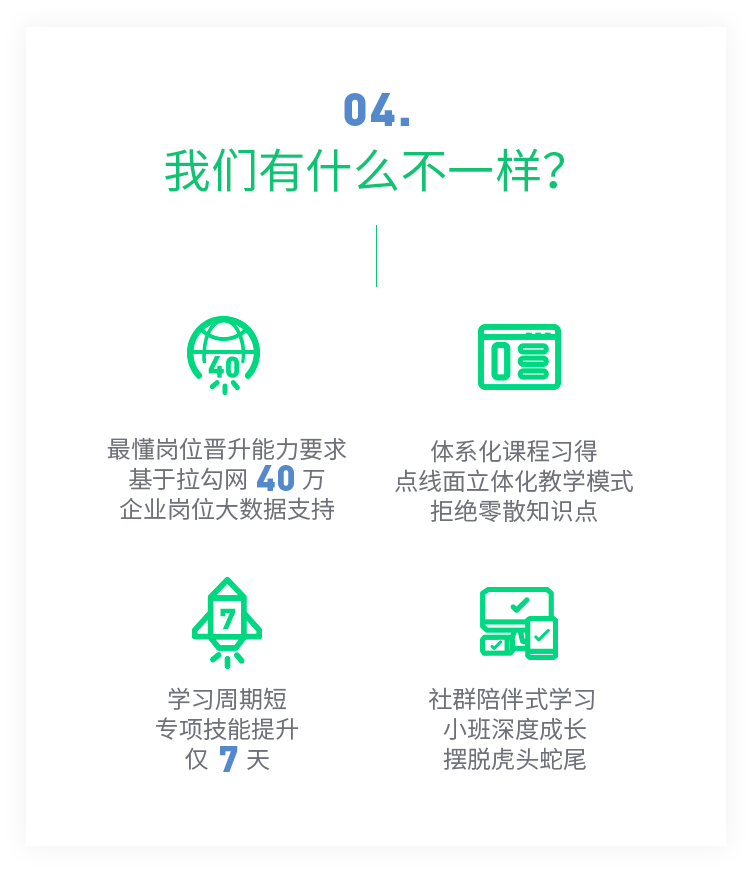 04.
我们有什么不一样?
40
最懂岗位晋升能力要求
基于拉勾网 40 万
企业岗位大数据支持
体系化课程习得
点线面立体化教学模式
拒绝零散知识点
7
学习周期短
专项技能提升
仅 7 天
社群陪伴式学习
小班深度成长
摆脱虎头蛇尾